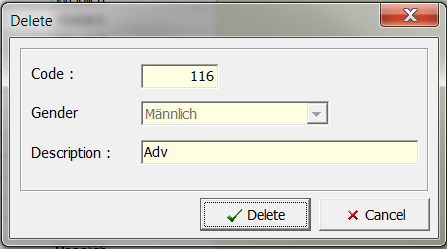 Delete
Code : 116
Gender Männlich
Description : Adv
Delete Cancel